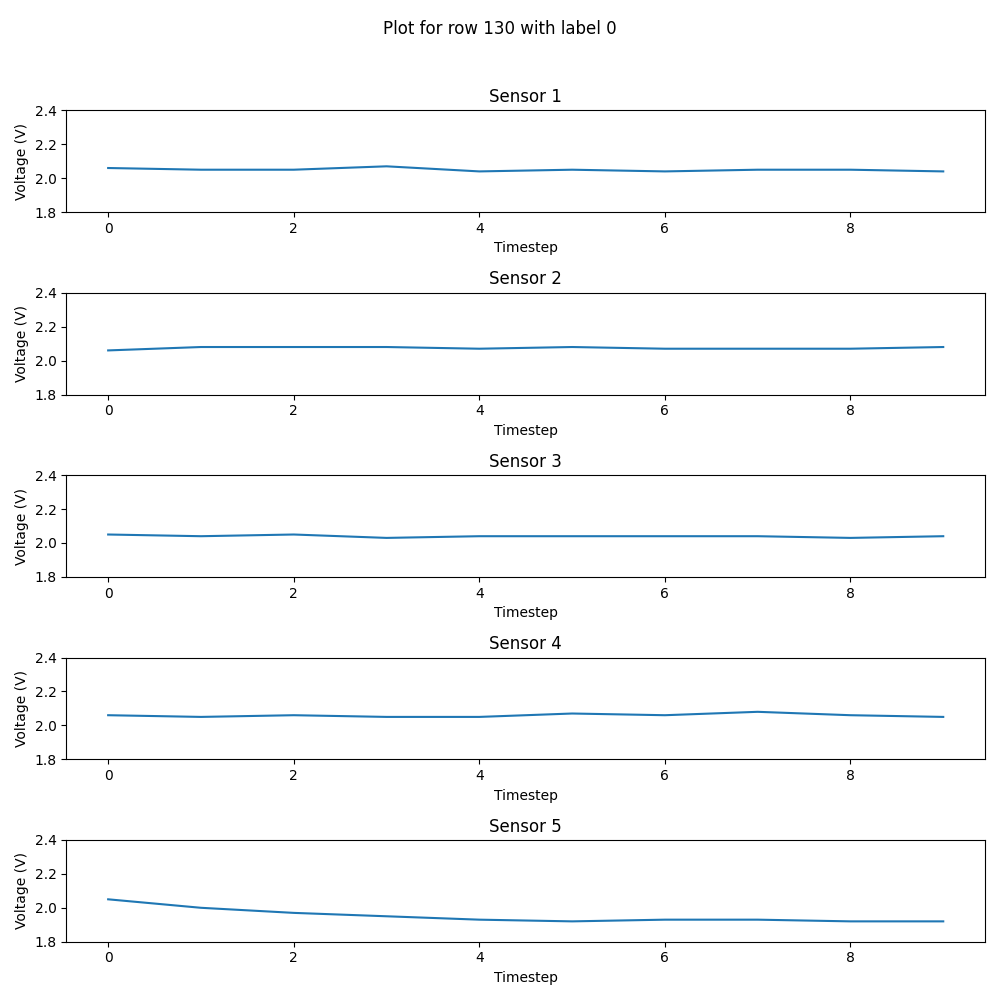 Plot for row 130 with label 0
Sensor 1
Voltage (V)
2.4
2.2
2.0
1.8
0 2 4 6 8
Timestep
Sensor 2
Voltage (V)
2.4
2.2
2.0
1.8
0 2 4 6 8
Timestep
Sensor 3
Voltage (V)
2.4
2.2
2.0
1.8
0 2 4 6 8
Timestep
Sensor 4
Voltage (V)
2.4
2.2
2.0
1.8
0 2 4 6 8
Timestep
Sensor 5
Voltage (V)
2.4
2.2
2.0
1.8
0 2 4 6 8
Timestep